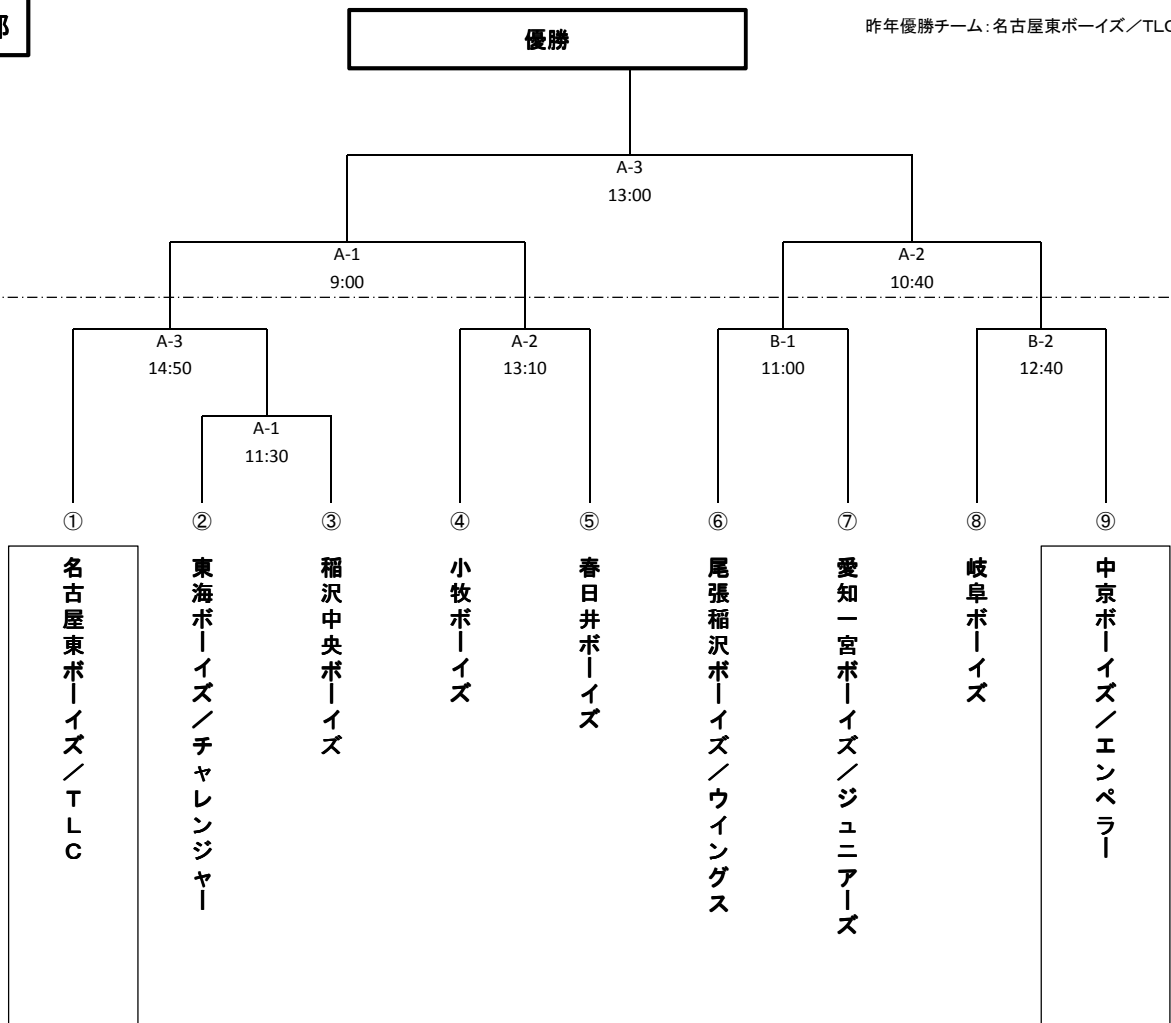 部
優勝
昨年優勝チーム:名古屋東ボーイズ/TLC
A-3
13:00
A-1
9:00
A-2
10:40
A-3
14:50
A-2
13:10
B-1
11:00
B-2
12:40
A-1
11:30
①
②
③
④
⑤
⑥
⑦
⑧
⑨
名古屋東ボーイズ/TLC
東海ボーイズ/チャレンジャー
稲沢中央ボーイズ
小牧ボーイズ
春日井ボーイズ
尾張稲沢ボーイズ/ウイングス
愛知一宮ボーイズ/ジュニアーズ
岐阜ボーイズ
中京ボーイズ/エンペラー